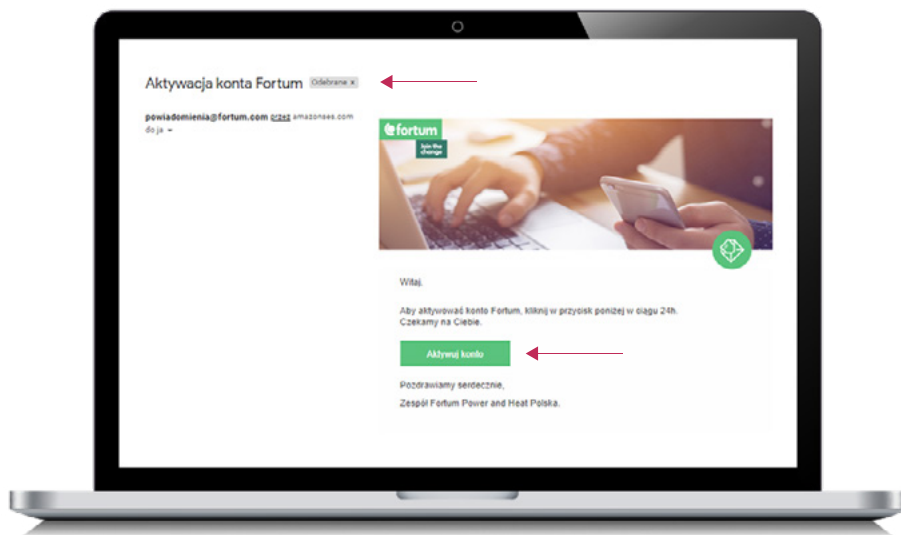 Aktywacja konta Fortum Odebrane x
powiadomienia@fortum.com przez amazonses.com
do ja
fortum
Join the
change
Witaj,
Aby aktywować konto Fortum, kliknij w przycisk poniżej w ciągu 24h.
Czekamy na Ciebie.
Aktywuj konto
Pozdrawiamy serdecznie,
Zespół Fortum Power and Heat Polska.